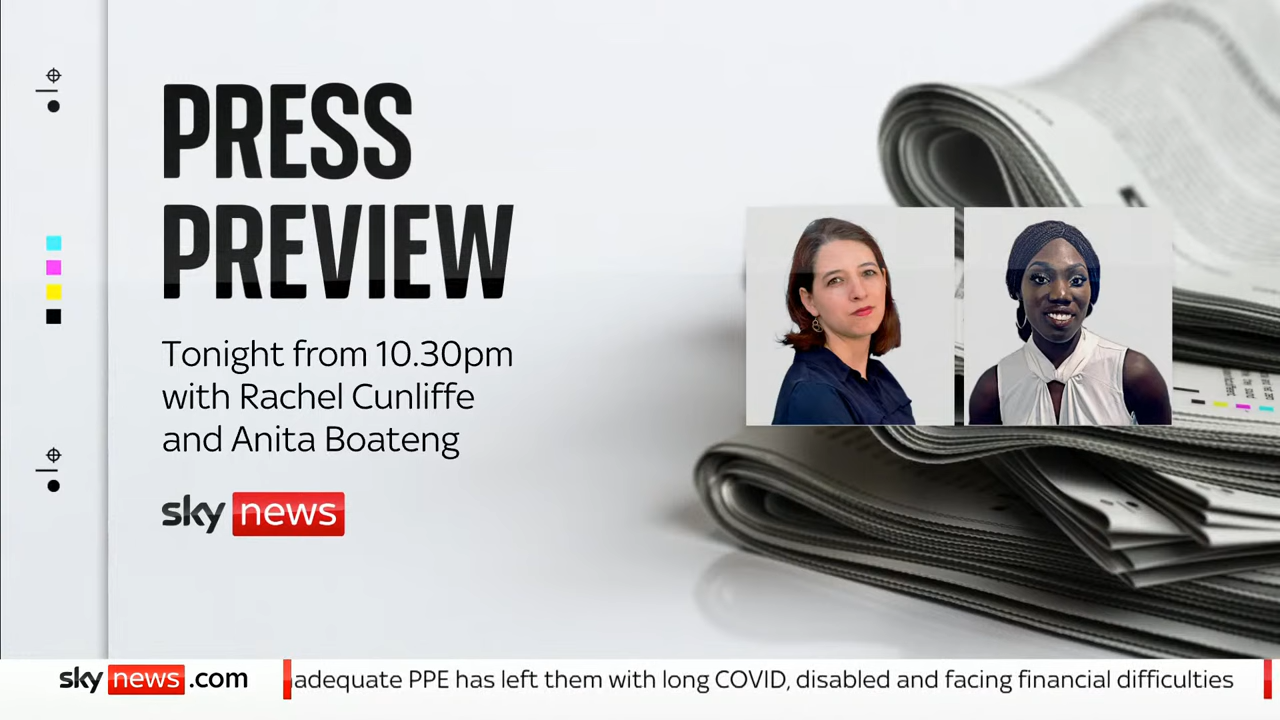 PRESS
PREVIEW
Tonight from 10.30pm
with Rachel Cunliffe
and Anita Boateng
sky news
sky news .com
adequate PPE has left them with long COVID, disabled and facing financial difficulties